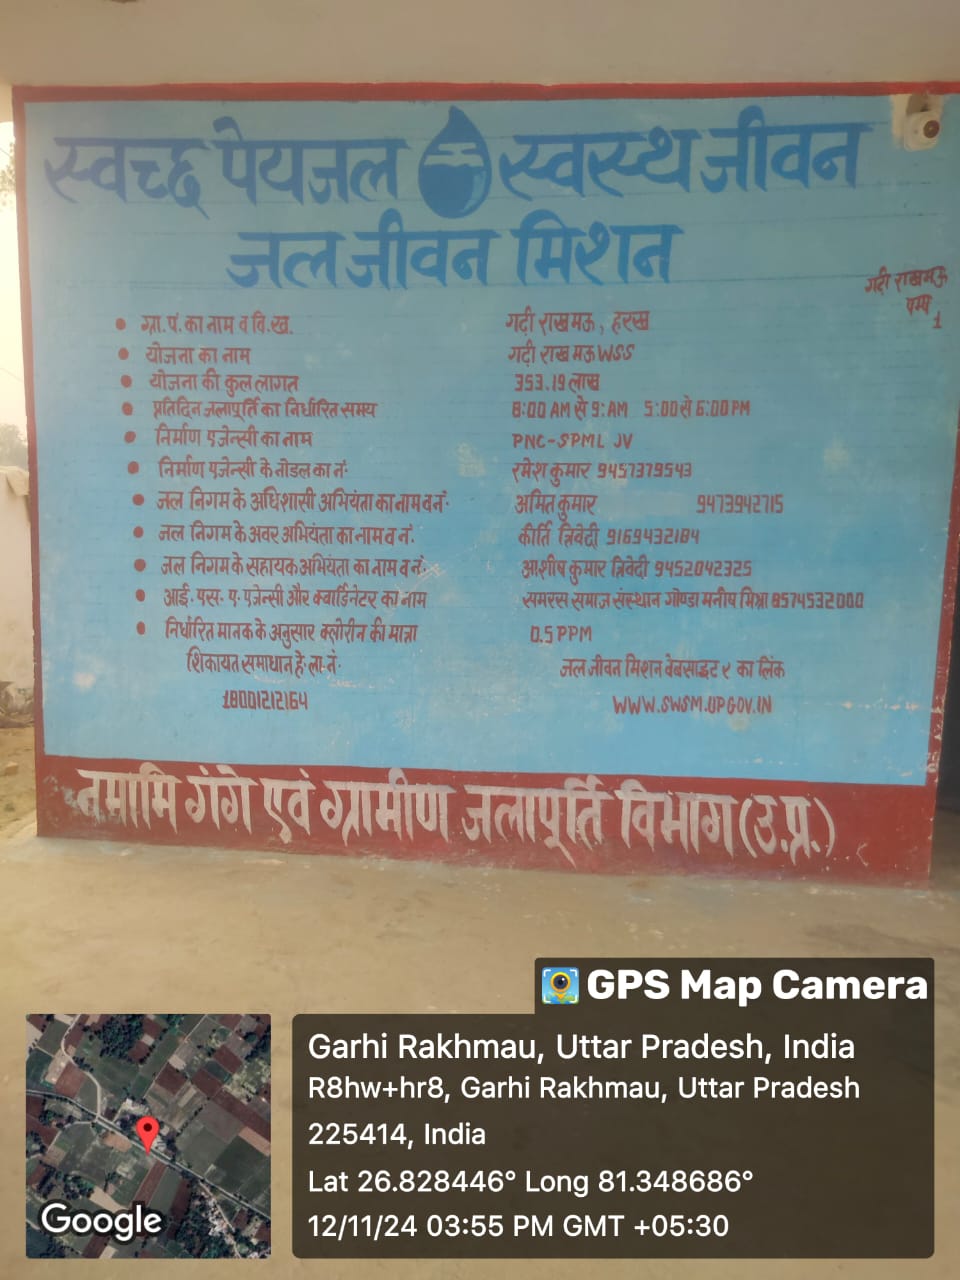 स्वच्छ पेयजल स्वस्थ जीवन
जल जीवन मिशन
गढ़ी राखमऊ
पम्प
1
• ग्रा.पं. का नाम व वि.ख. गढ़ी राखमऊ, हरख
• योजना का नाम गढ़ी राखमऊ WSS
• योजना की कुल लागत 353.19 लाख
• प्रतिदिन जलापूर्ति का निर्धारित समय 8:00 AM से 9:AM 5:00 से 6:00 PM
• निर्माण एजेन्सी का नाम PNC-SPML JV
• निर्माण एजेन्सी के नोडल का नं. रमेश कुमार 9457379543
• जल निगम के अधिशासी अभियंता का नाम व नं. अमित कुमार 9473942715
• जल निगम के अवर अभियंता का नाम व नं. कीर्ति त्रिवेदी 9169432184
• जल निगम के सहायक अभियंता का नाम व नं. आशीष कुमार त्रिवेदी 9452042325
• आई. एस. ए. एजेन्सी और क्वार्डिनेटर का नाम समरस समाज संस्थान गोण्डा मनीष मिश्रा 8574532000
• निर्धारित मानक के अनुसार क्लोरीन की मात्रा 0.5 PPM
शिकायत समाधान हे. ला. नं. जल जीवन मिशन वेबसाइट र का लिंक
18001212164 WWW.SWSM.UPGOV.IN
नमामि गंगे एवं ग्रामीण जलापूर्ति विभाग (उ.प्र.)
GPS Map Camera
Garhi Rakhmau, Uttar Pradesh, India
R8hw+hr8, Garhi Rakhmau, Uttar Pradesh
225414, India
Lat 26.828446° Long 81.348686°
12/11/24 03:55 PM GMT +05:30
Google